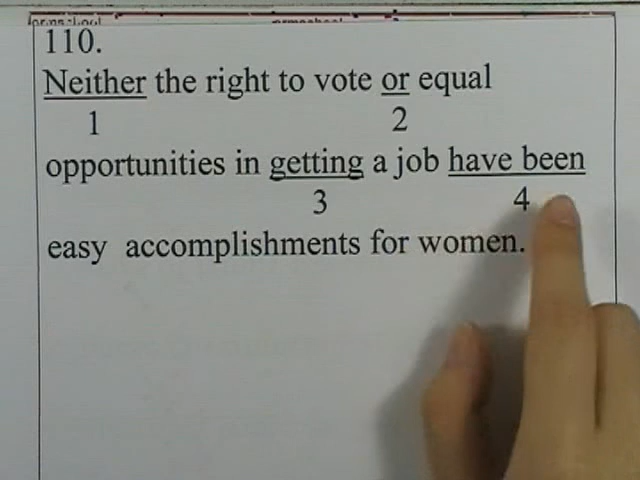 110.
Neither the right to vote or equal
1 2
opportunities in getting a job have been
3 4
easy accomplishments for women.